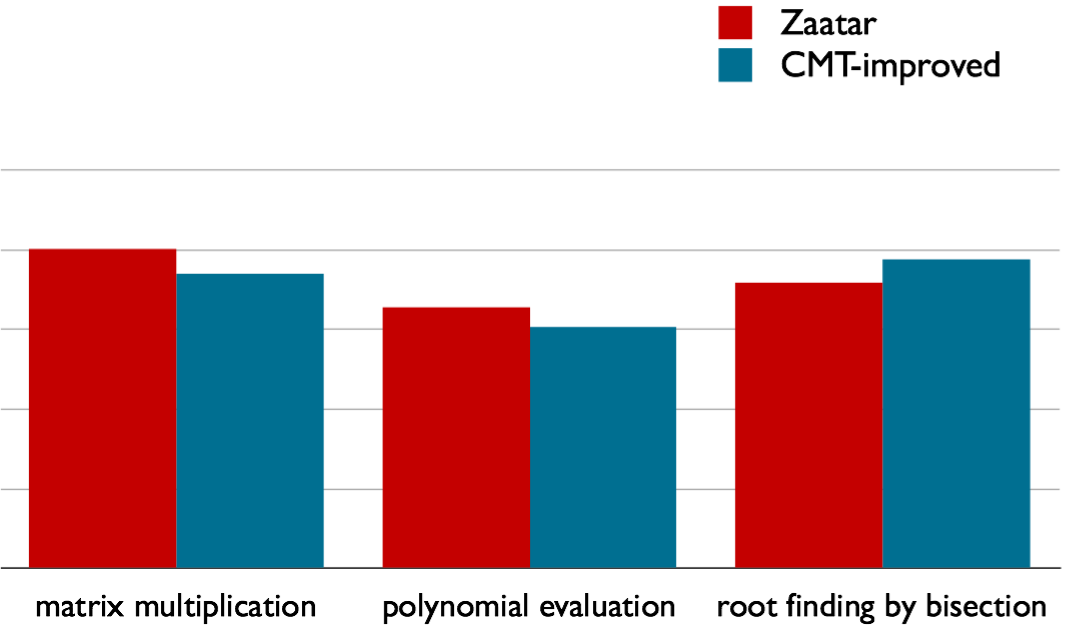 Zaatar
CMT-improved
matrix multiplication
polynomial evaluation
root finding by bisection